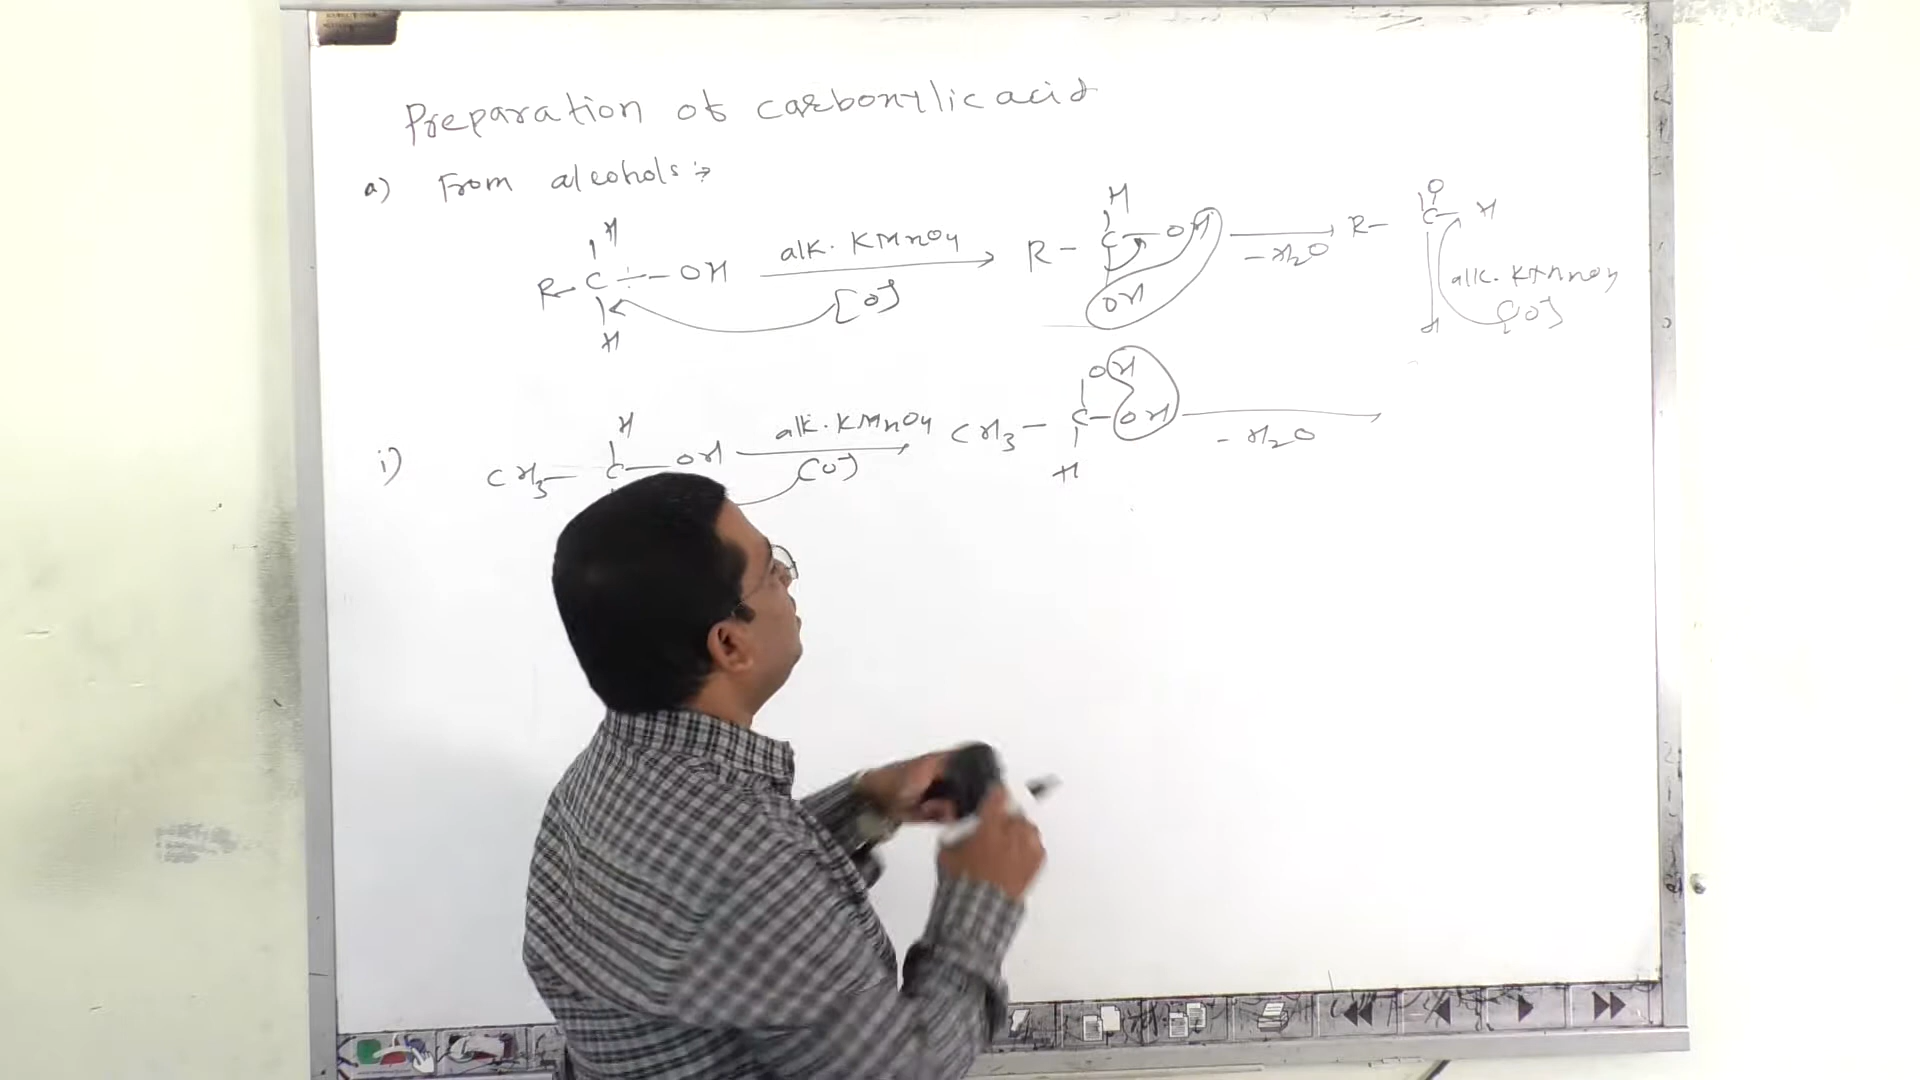 Preparation of carboxylic acid
a) From alcohols :→
H H O
R–C–OH alk. KMnO4 R–C–OH –H2O R–C–H
H [O] OH alk. KMnO4
[O]
H OH
i) CH3–C–OH alk. KMnO4 CH3–C–OH –H2O
[O] H